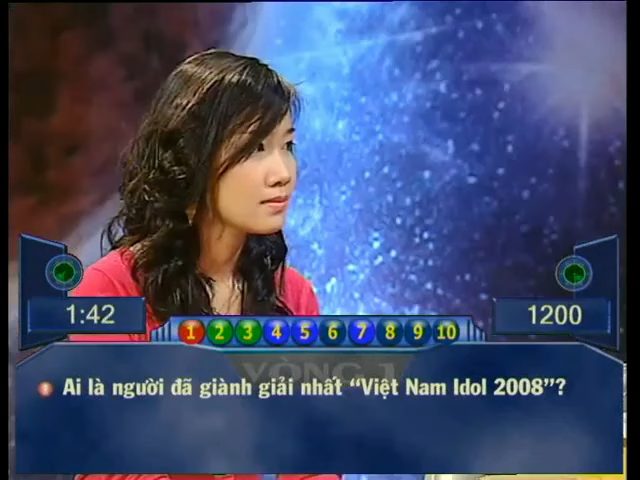 1:42
1200
1 2 3 4 5 6 7 8 9 10
VÒNG 1
Ai là người đã giành giải nhất “Việt Nam Idol 2008”?